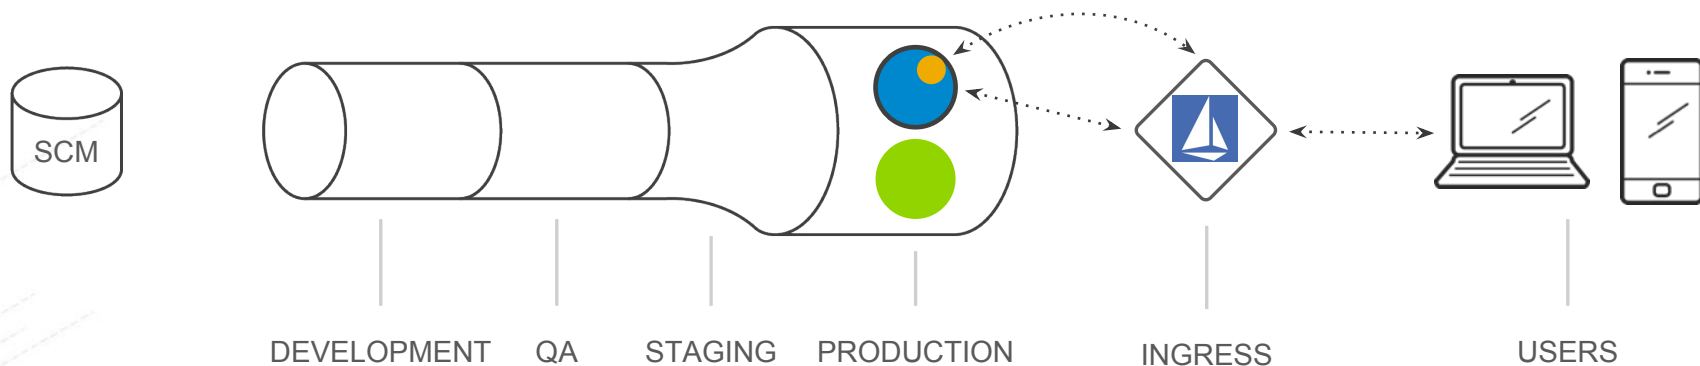 SCM
DEVELOPMENT
QA
STAGING
PRODUCTION
INGRESS
USERS